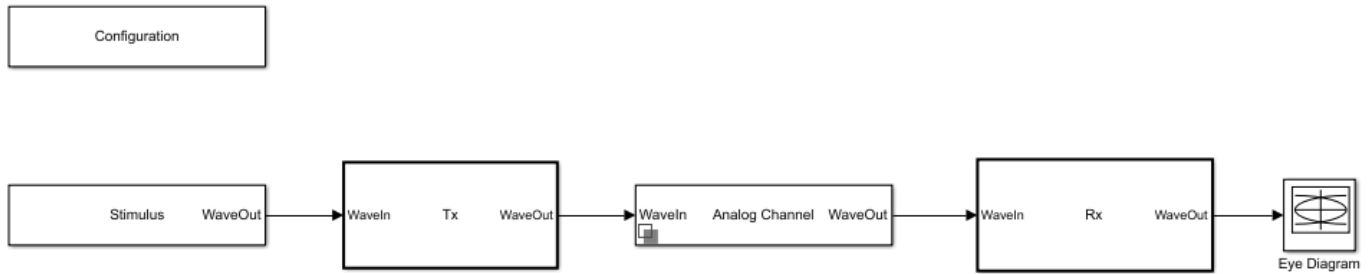 Configuration
Stimulus WaveOut
WaveIn Tx WaveOut
WaveIn Analog Channel WaveOut
WaveIn Rx WaveOut
Eye Diagram